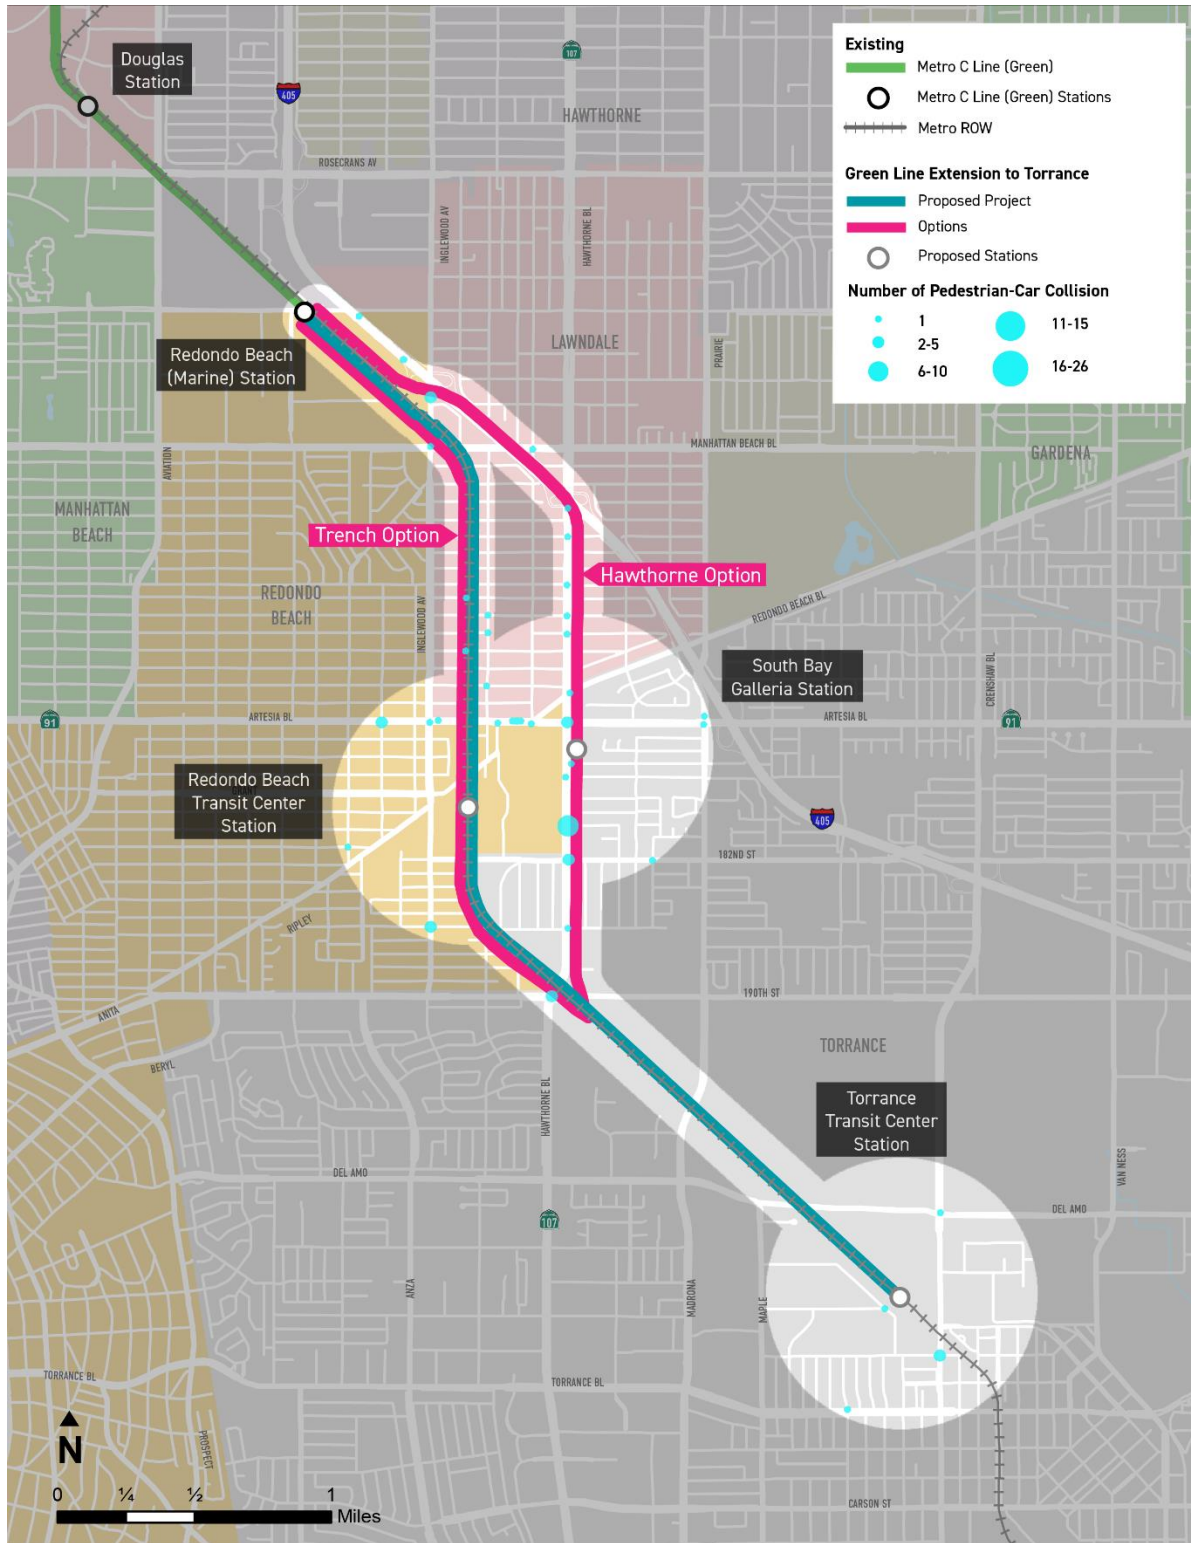 Douglas
Station
405
107
HAWTHORNE
ROSECRANS AV
INGLEWOOD AV
HAWTHORNE BL
Existing
Metro C Line (Green)
Metro C Line (Green) Stations
Metro ROW
Green Line Extension to Torrance
Proposed Project
Options
Proposed Stations
Number of Pedestrian-Car Collision
1
2-5
6-10
11-15
16-26
Redondo Beach
(Marine) Station
LAWNDALE
PRAIRIE
MANHATTAN BEACH BL
GARDENA
AVIATION
MANHATTAN
BEACH
Trench Option
Hawthorne Option
REDONDO
BEACH
INGLEWOOD AV
REDONDO BEACH BL
CRENSHAW BL
South Bay
Galleria Station
91
ARTESIA BL
ARTESIA BL
91
Redondo Beach
Transit Center
Station
GRANT
405
182ND ST
RIPLEY
190TH ST
ANITA
BERYL
TORRANCE
HAWTHORNE BL
Torrance
Transit Center
Station
DEL AMO
VAN NESS
DEL AMO
107
ANZA
MADRONA
MAPLE
TORRANCE BL
TORRANCE BL
PROSPECT
N
0
¼
½
1
Miles
CARSON ST